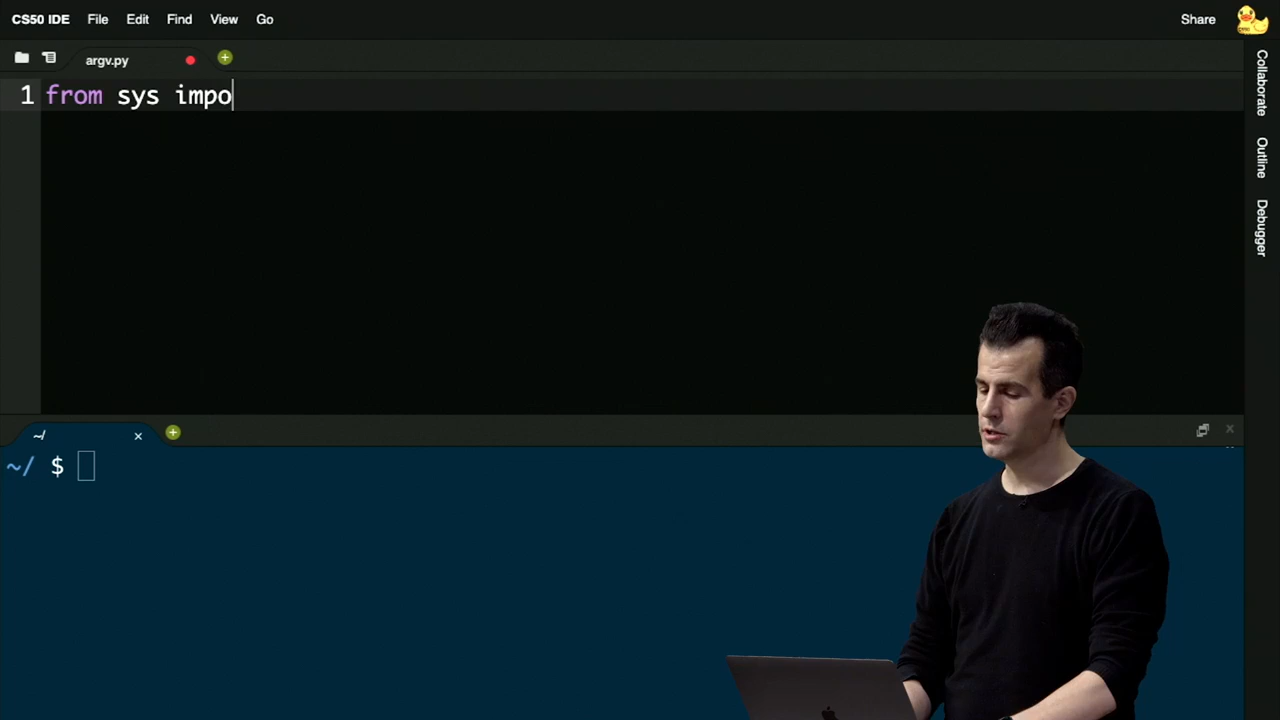 CS50 IDE File Edit Find View Go Share
argv.py
1 from sys impo
Collaborate
Outline
Debugger
~/
~/ $